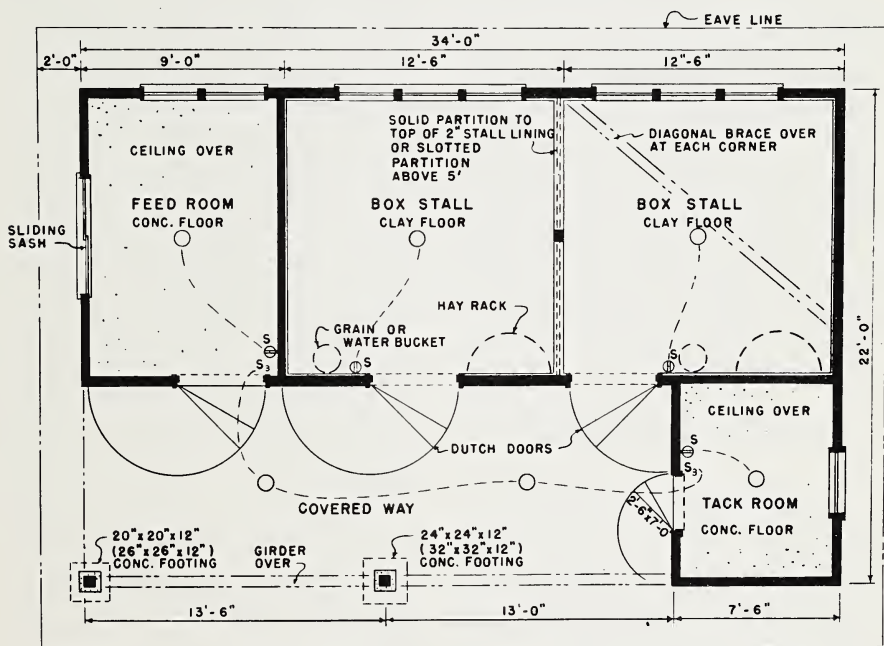 EAVE LINE
34'-0"
2'-0"
9'-0"
12'-6"
12"-6"
SOLID PARTITION TO
TOP OF 2" STALL LINING
OR SLOTTED
PARTITION
ABOVE 5'
DIAGONAL BRACE OVER
AT EACH CORNER
CEILING OVER
FEED ROOM
CONC. FLOOR
BOX STALL
CLAY FLOOR
BOX STALL
CLAY FLOOR
SLIDING
SASH
HAY RACK
GRAIN OR
WATER BUCKET
S
S3
S
S
22'-0"
CEILING OVER
DUTCH DOORS
S
S3
TACK ROOM
CONC. FLOOR
2'-6"x7'-0"
COVERED WAY
20"x20"x12"
(26"x26"x12")
CONC. FOOTING
GIRDER
OVER
24"x24"x12"
(32"x32"x12")
CONC. FOOTING
13'-6"
13'-0"
7'-6"